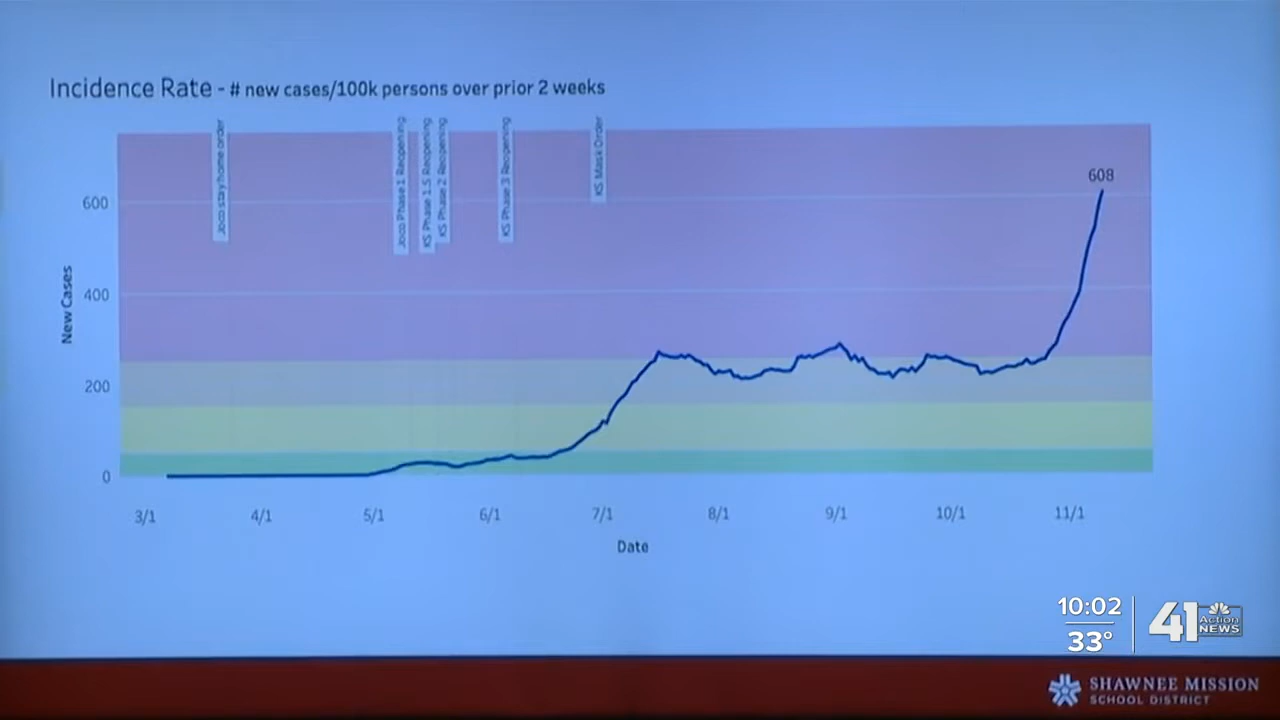 Incidence Rate - # new cases/100k persons over prior 2 weeks
Joco stay home order
Joco Phase 1 Reopening
KS Phase 1.5 Reopening
KS Phase 2 Reopening
KS Phase 3 Reopening
KS Mask Order
608
600
400
200
0
New Cases
3/1 4/1 5/1 6/1 7/1 8/1 9/1 10/1 11/1
Date
10:02
33°
41 Action NEWS
SHAWNEE MISSION
SCHOOL DISTRICT